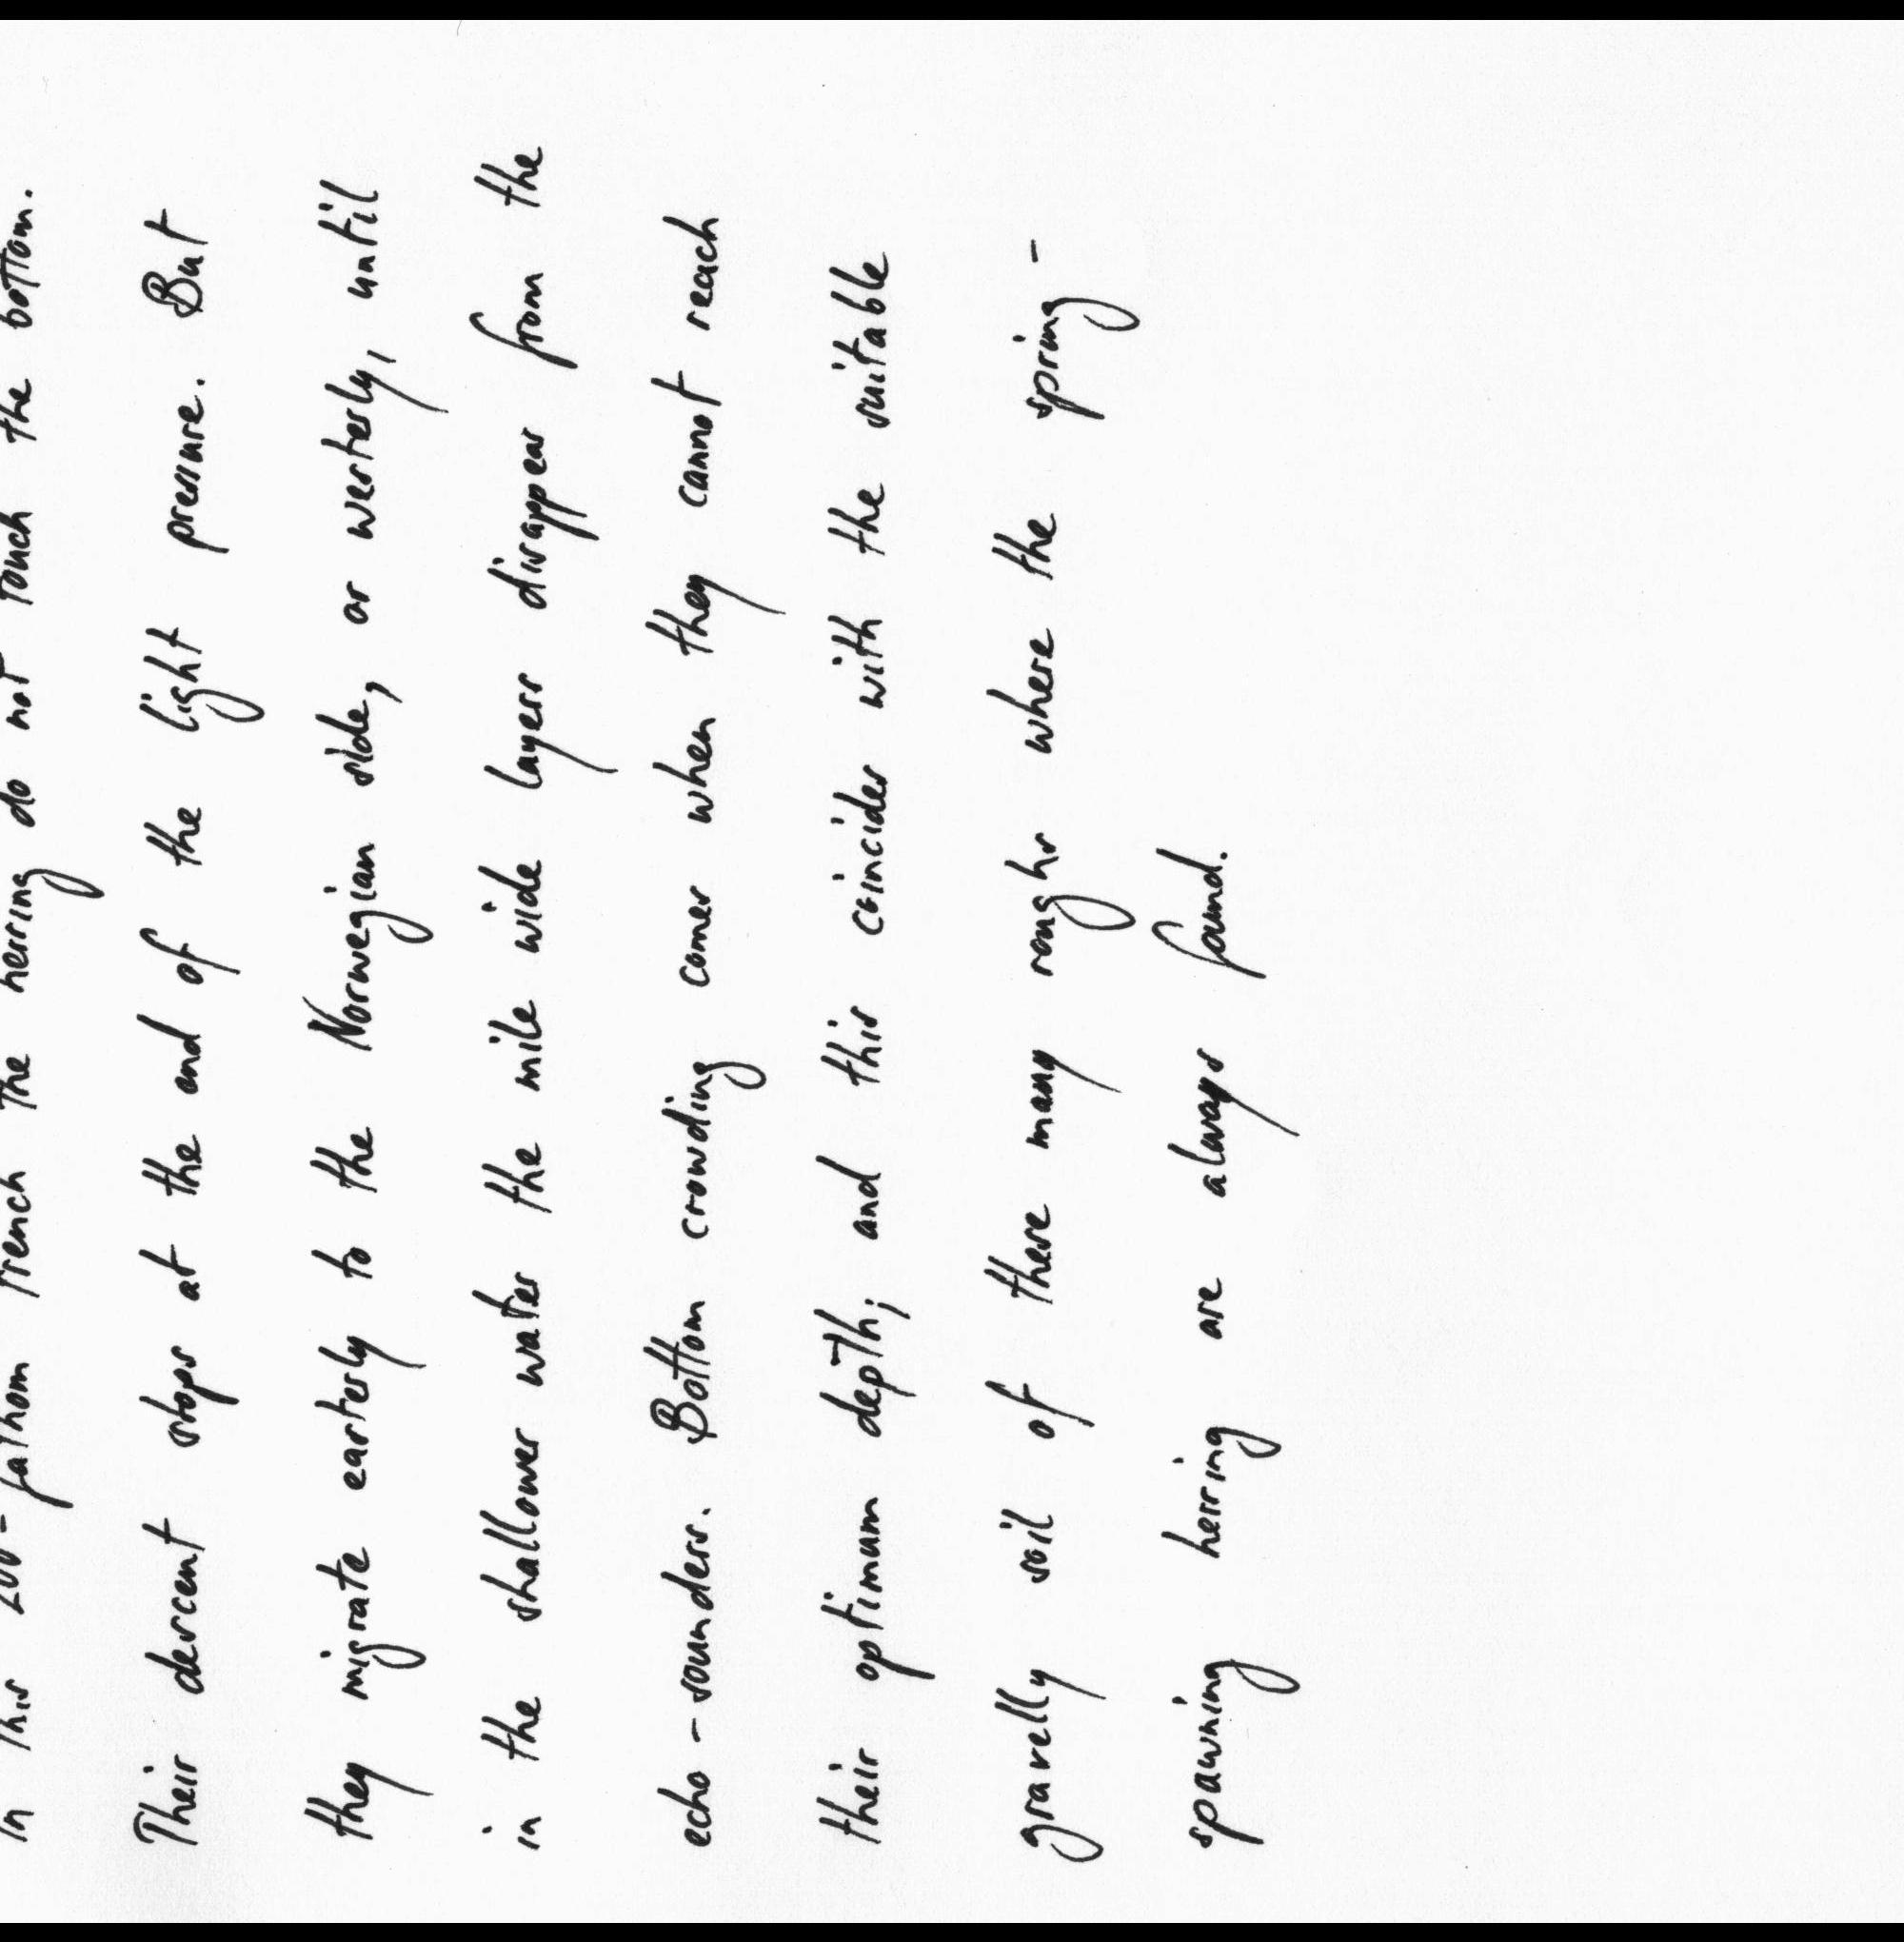 In this 200-fathom trench the herring do not touch the bottom.
Their descent stops at the end of the light pressure. But
they migrate easterly to the Norwegian side, or westerly, until
in the shallower water the mile wide layers disappear from the
echo-sounders. Bottom crowding comes when they cannot reach
their optimum depth; and this coincides with the suitable
gravelly soil of these many roughs where the spring-
spawning herring are always found.